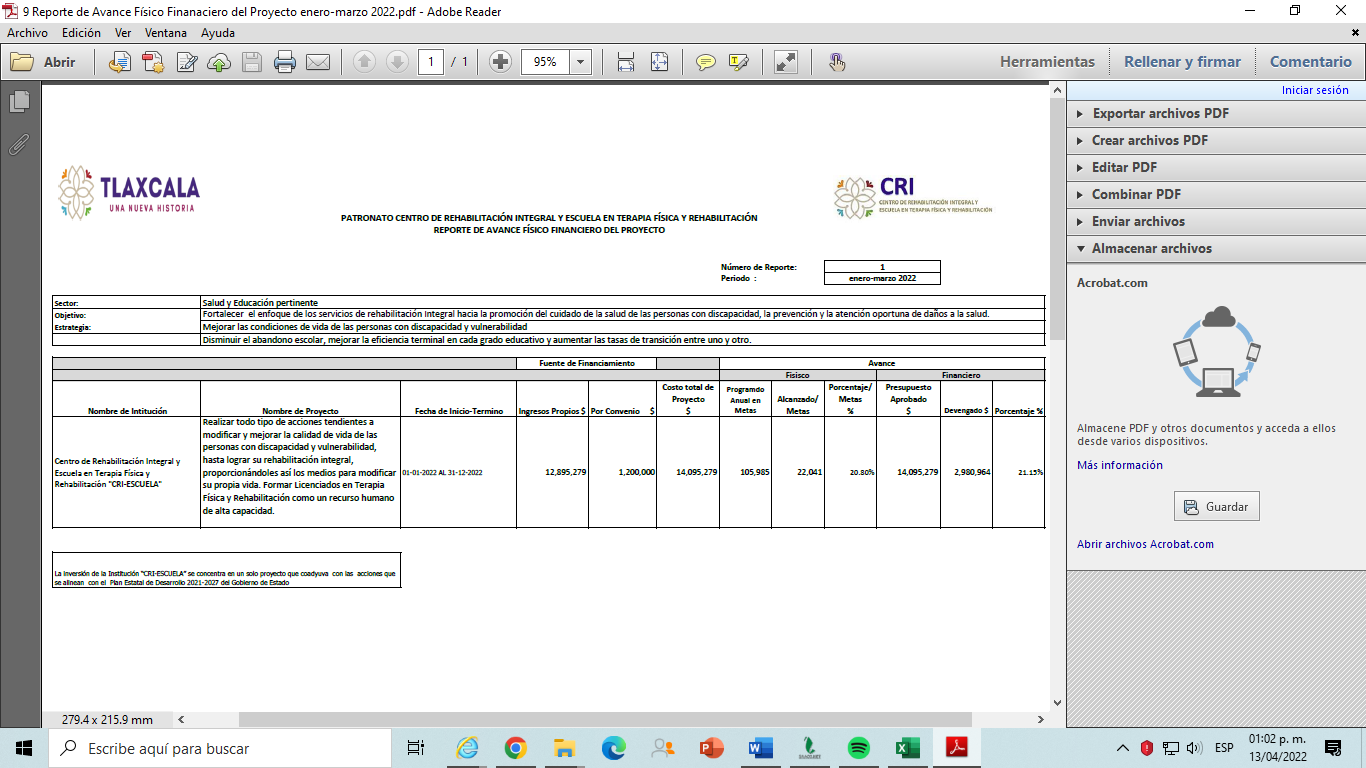 9 Reporte de Avance Físico Finanaciero del Proyecto enero-marzo 2022.pdf - Adobe Reader
Archivo Edición Ver Ventana Ayuda
Abrir 1 / 1 95% Herramientas Rellenar y firmar Comentario
Iniciar sesión
Exportar archivos PDF
Crear archivos PDF
Editar PDF
Combinar PDF
Enviar archivos
Almacenar archivos
Acrobat.com
Almacene PDF y otros documentos y acceda a ellos
desde varios dispositivos.
Más información
Guardar
Abrir archivos Acrobat.com
TLAXCALA
UNA NUEVA HISTORIA
CRI
CENTRO DE REHABILITACIÓN INTEGRAL Y
ESCUELA EN TERAPIA FÍSICA Y REHABILITACIÓN
PATRONATO CENTRO DE REHABILITACIÓN INTEGRAL Y ESCUELA EN TERAPIA FÍSICA Y REHABILITACIÓN
REPORTE DE AVANCE FÍSICO FINANCIERO DEL PROYECTO
Número de Reporte: 1
Periodo : enero-marzo 2022
Sector: Salud y Educación pertinente
Objetivo: Fortalecer el enfoque de los servicios de rehabilitación Integral hacia la promoción del cuidado de la salud de las personas con discapacidad, la prevención y la atención oportuna de daños a la salud.
Estrategia: Mejorar las condiciones de vida de las personas con discapacidad y vulnerabilidad
Disminuir el abandono escolar, mejorar la eficiencia terminal en cada grado educativo y aumentar las tasas de transición entre uno y otro.
Fuente de Financiamiento Avance
Fisisco Financiero
Nombre de Intitución
Nombre de Proyecto
Fecha de Inicio-Termino
Ingresos Propios $
Por Convenio $
Costo total de
Proyecto
$
Programdo
Anual en
Metas
Alcanzado/
Metas
Porcentaje/
Metas
%
Presupuesto
Aprobado
$
Devengado $
Porcentaje %
Centro de Rehabilitación Integral y
Escuela en Terapia Física y
Rehabilitación "CRI-ESCUELA"
Realizar todo tipo de acciones tendientes a
modificar y mejorar la calidad de vida de las
personas con discapacidad y vulnerabilidad,
hasta lograr su rehabilitación integral,
proporcionándoles así los medios para modificar
su propia vida. Formar Licenciados en Terapia
Física y Rehabilitación como un recurso humano
de alta capacidad.
01-01-2022 AL 31-12-2022
12,895,279
1,200,000
14,095,279
105,985
22,041
20.80%
14,095,279
2,980,964
21.15%
La Inversión de la Institución "CRI-ESCUELA" se concentra en un solo proyecto que coadyuva con las acciones que
se alinean con el Plan Estatal de Desarrollo 2021-2027 del Gobierno de Estado
279.4 x 215.9 mm
Escribe aquí para buscar
ESP
01:02 p. m.
13/04/2022